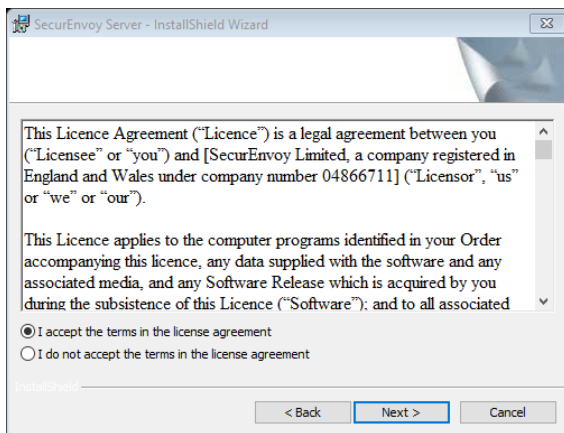 SecurEnvoy Server - InstallShield Wizard
This Licence Agreement (“Licence”) is a legal agreement between you
(“Licensee” or “you”) and [SecurEnvoy Limited, a company registered in
England and Wales under company number 04866711] (“Licensor”, “us”
or “we” or “our”).
This Licence applies to the computer programs identified in your Order
accompanying this licence, any data supplied with the software and any
associated media, and any Software Release which is acquired by you
during the subsistence of this Licence (“Software”); and to all associated
I accept the terms in the license agreement
I do not accept the terms in the license agreement
InstallShield
< Back Next > Cancel